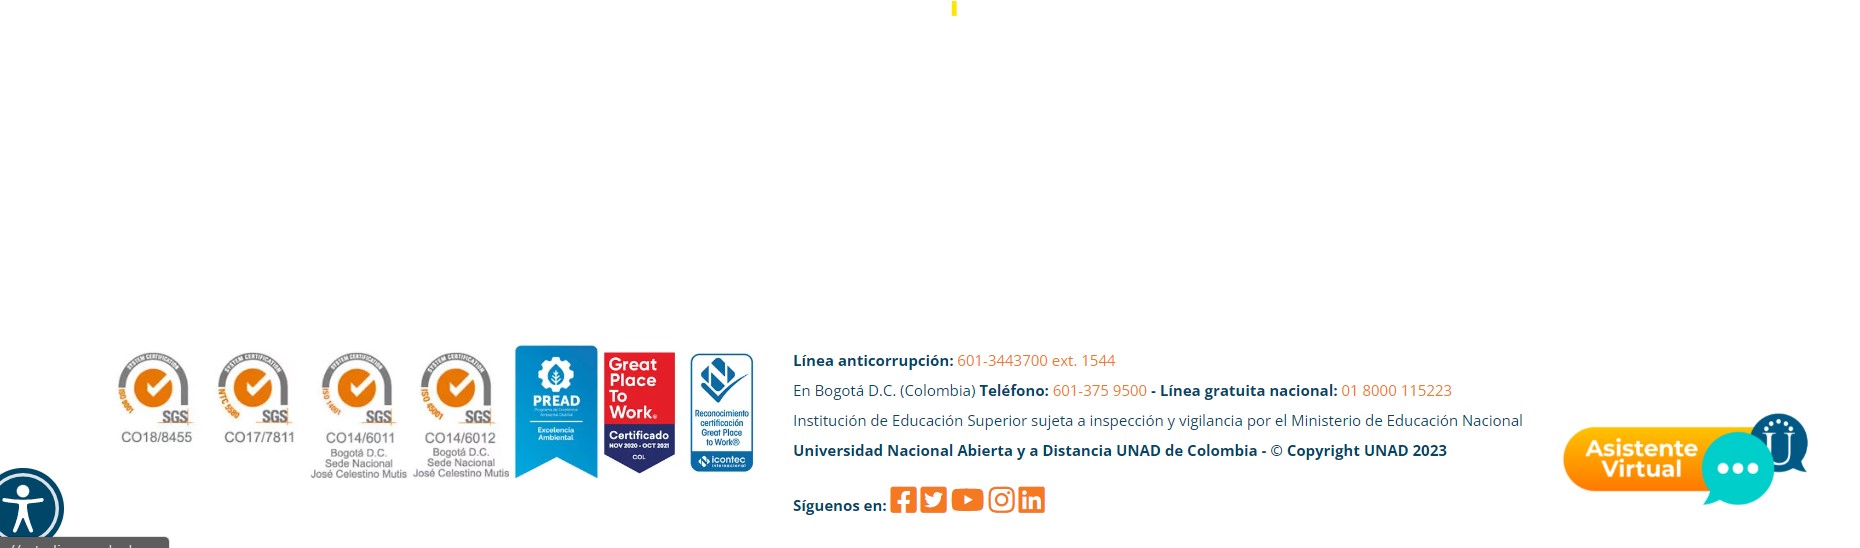 SYSTEM CERTIFICATION
ISO 9001
SGS
CO18/8455
SYSTEM CERTIFICATION
NTC 5580
SGS
CO17/7811
SYSTEM CERTIFICATION
ISO 14001
SGS
CO14/6011
Bogotá D.C.
Sede Nacional
José Celestino Mutis
SYSTEM CERTIFICATION
ISO 45001
SGS
CO14/6012
Bogotá D.C.
Sede Nacional
José Celestino Mutis
PREAD
Excelencia
Ambiental
Great
Place
To
Work®
Certificado
NOV 2020 - OCT 2021
COL
Reconocimiento
certificación
Great Place
to Work®
icontec
internacional
Línea anticorrupción: 601-3443700 ext. 1544
En Bogotá D.C. (Colombia) Teléfono: 601-375 9500 - Línea gratuita nacional: 01 8000 115223
Institución de Educación Superior sujeta a inspección y vigilancia por el Ministerio de Educación Nacional
Universidad Nacional Abierta y a Distancia UNAD de Colombia - © Copyright UNAD 2023
Síguenos en:
Asistente
Virtual
U